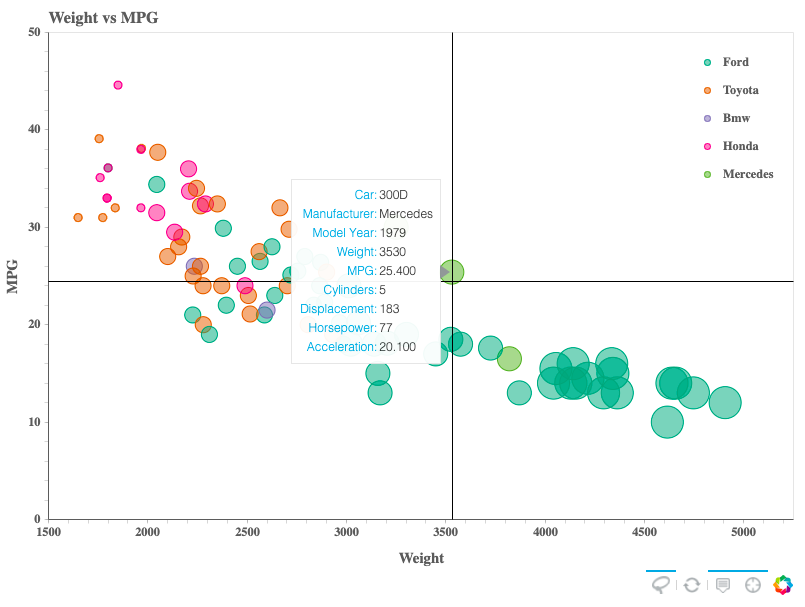 Weight vs MPG
50
40
30
20
10
0
MPG
Ford
Toyota
Bmw
Honda
Mercedes
Car: 300D
Manufacturer: Mercedes
Model Year: 1979
Weight: 3530
MPG: 25.400
Cylinders: 5
Displacement: 183
Horsepower: 77
Acceleration: 20.100
1500 2000 2500 3000 3500 4000 4500 5000
Weight